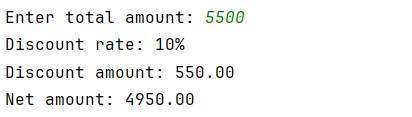 Enter total amount: 5500
Discount rate: 10%
Discount amount: 550.00
Net amount: 4950.00